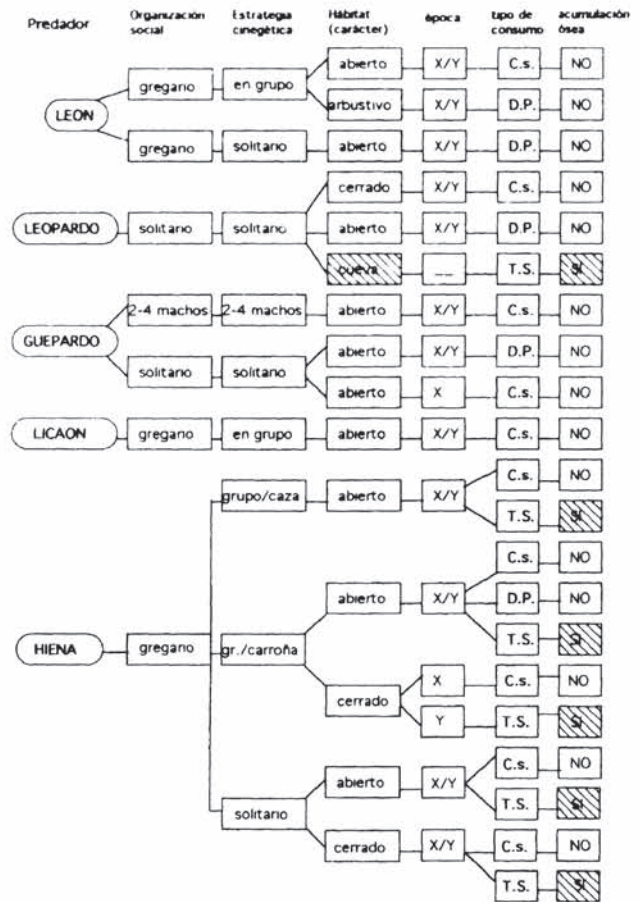 Predador
Organización social
Estrategia cinegética
Hábitat (carácter)
época
tipo de consumo
acumulación ósea
LEON
gregario en grupo abierto X/Y C.s. NO
arbustivo X/Y D.P. NO
gregario solitario abierto X/Y D.P. NO
LEOPARDO
solitario solitario cerrado X/Y C.s. NO
abierto X/Y D.P. NO
cueva __ T.S. SI
GUEPARDO
2-4 machos 2-4 machos abierto X/Y C.s. NO
solitario solitario abierto X/Y D.P. NO
abierto X C.s. NO
LICAON
gregario en grupo abierto X/Y C.s. NO
HIENA
gregario
grupo/caza abierto X/Y C.s. NO
T.S. SI
gr./carroña abierto X/Y C.s. NO
D.P. NO
T.S. SI
cerrado X C.s. NO
Y T.S. SI
solitario abierto X/Y C.s. NO
T.S. SI
cerrado X/Y C.s. NO
T.S. SI